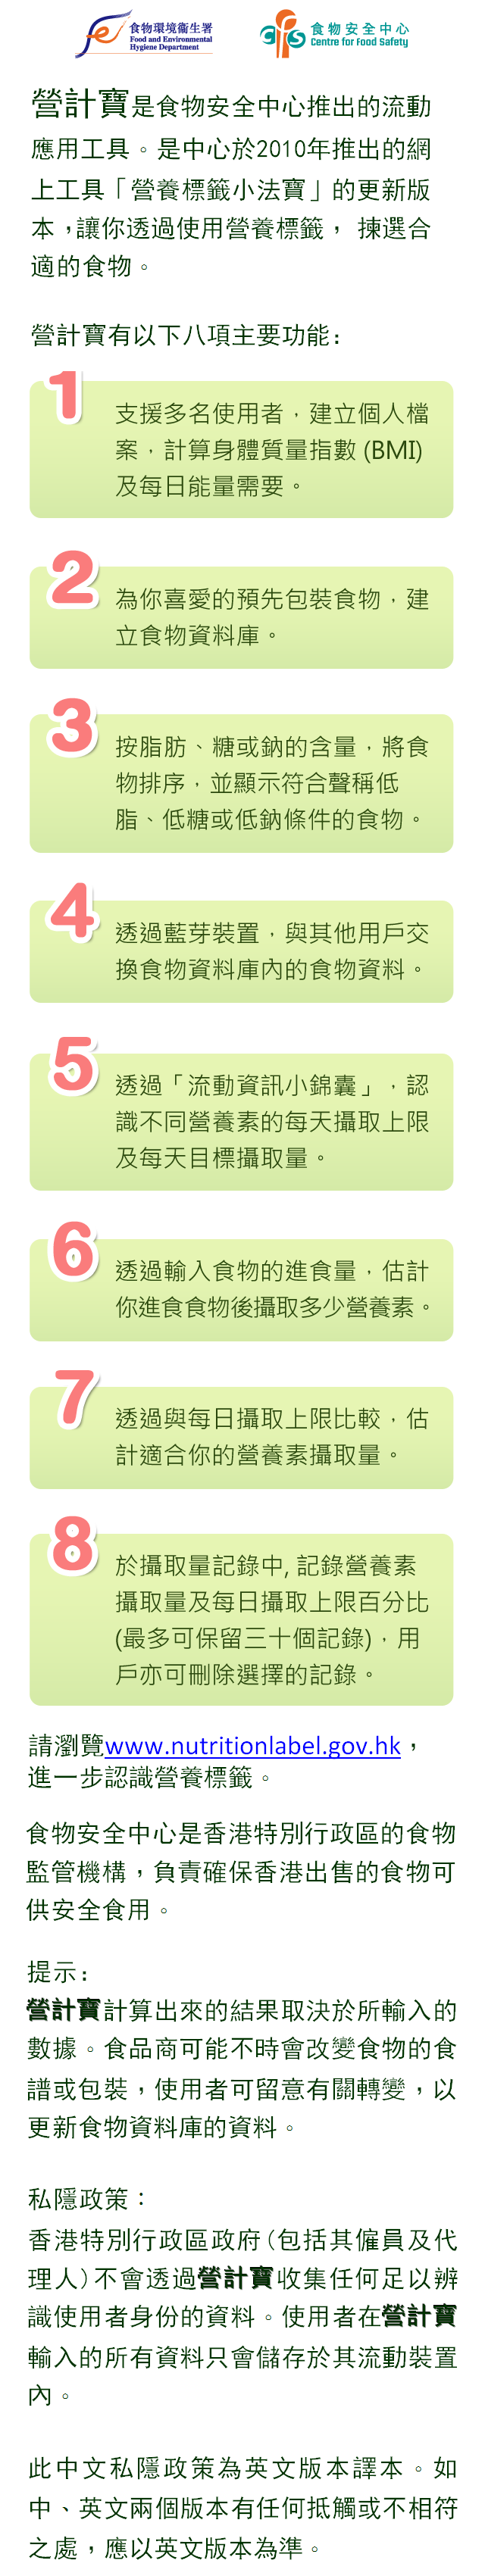 食物環境衞生署
Food and Environmental
Hygiene Department
cfs
食物安全中心
Centre for Food Safety
營計寶是食物安全中心推出的流動
應用工具。是中心於2010年推出的網
上工具「營養標籤小法寶」的更新版
本，讓你透過使用營養標籤， 揀選合
適的食物。
營計寶有以下八項主要功能:
1
支援多名使用者，建立個人檔
案，計算身體質量指數 (BMI)
及每日能量需要。
2
為你喜愛的預先包裝食物，建
立食物資料庫。
3
按脂肪、糖或鈉的含量，將食
物排序，並顯示符合聲稱低
脂、低糖或低鈉條件的食物。
4
透過藍芽裝置，與其他用戶交
換食物資料庫內的食物資料。
5
透過「流動資訊小錦囊」，認
識不同營養素的每天攝取上限
及每天目標攝取量。
6
透過輸入食物的進食量，估計
你進食食物後攝取多少營養素。
7
透過與每日攝取上限比較，估
計適合你的營養素攝取量。
8
於攝取量記錄中, 記錄營養素
攝取量及每日攝取上限百分比
(最多可保留三十個記錄)，用
戶亦可刪除選擇的記錄。
請瀏覽www.nutritionlabel.gov.hk，
進一步認識營養標籤。
食物安全中心是香港特別行政區的食物
監管機構，負責確保香港出售的食物可
供安全食用。
提示:
營計寶計算出來的結果取決於所輸入的
數據。食品商可能不時會改變食物的食
譜或包裝，使用者可留意有關轉變，以
更新食物資料庫的資料。
私隱政策：
香港特別行政區政府(包括其僱員及代
理人)不會透過營計寶收集任何足以辨
識使用者身份的資料。使用者在營計寶
輸入的所有資料只會儲存於其流動裝置
內。
此中文私隱政策為英文版本譯本。如
中、英文兩個版本有任何抵觸或不相符
之處，應以英文版本為準。